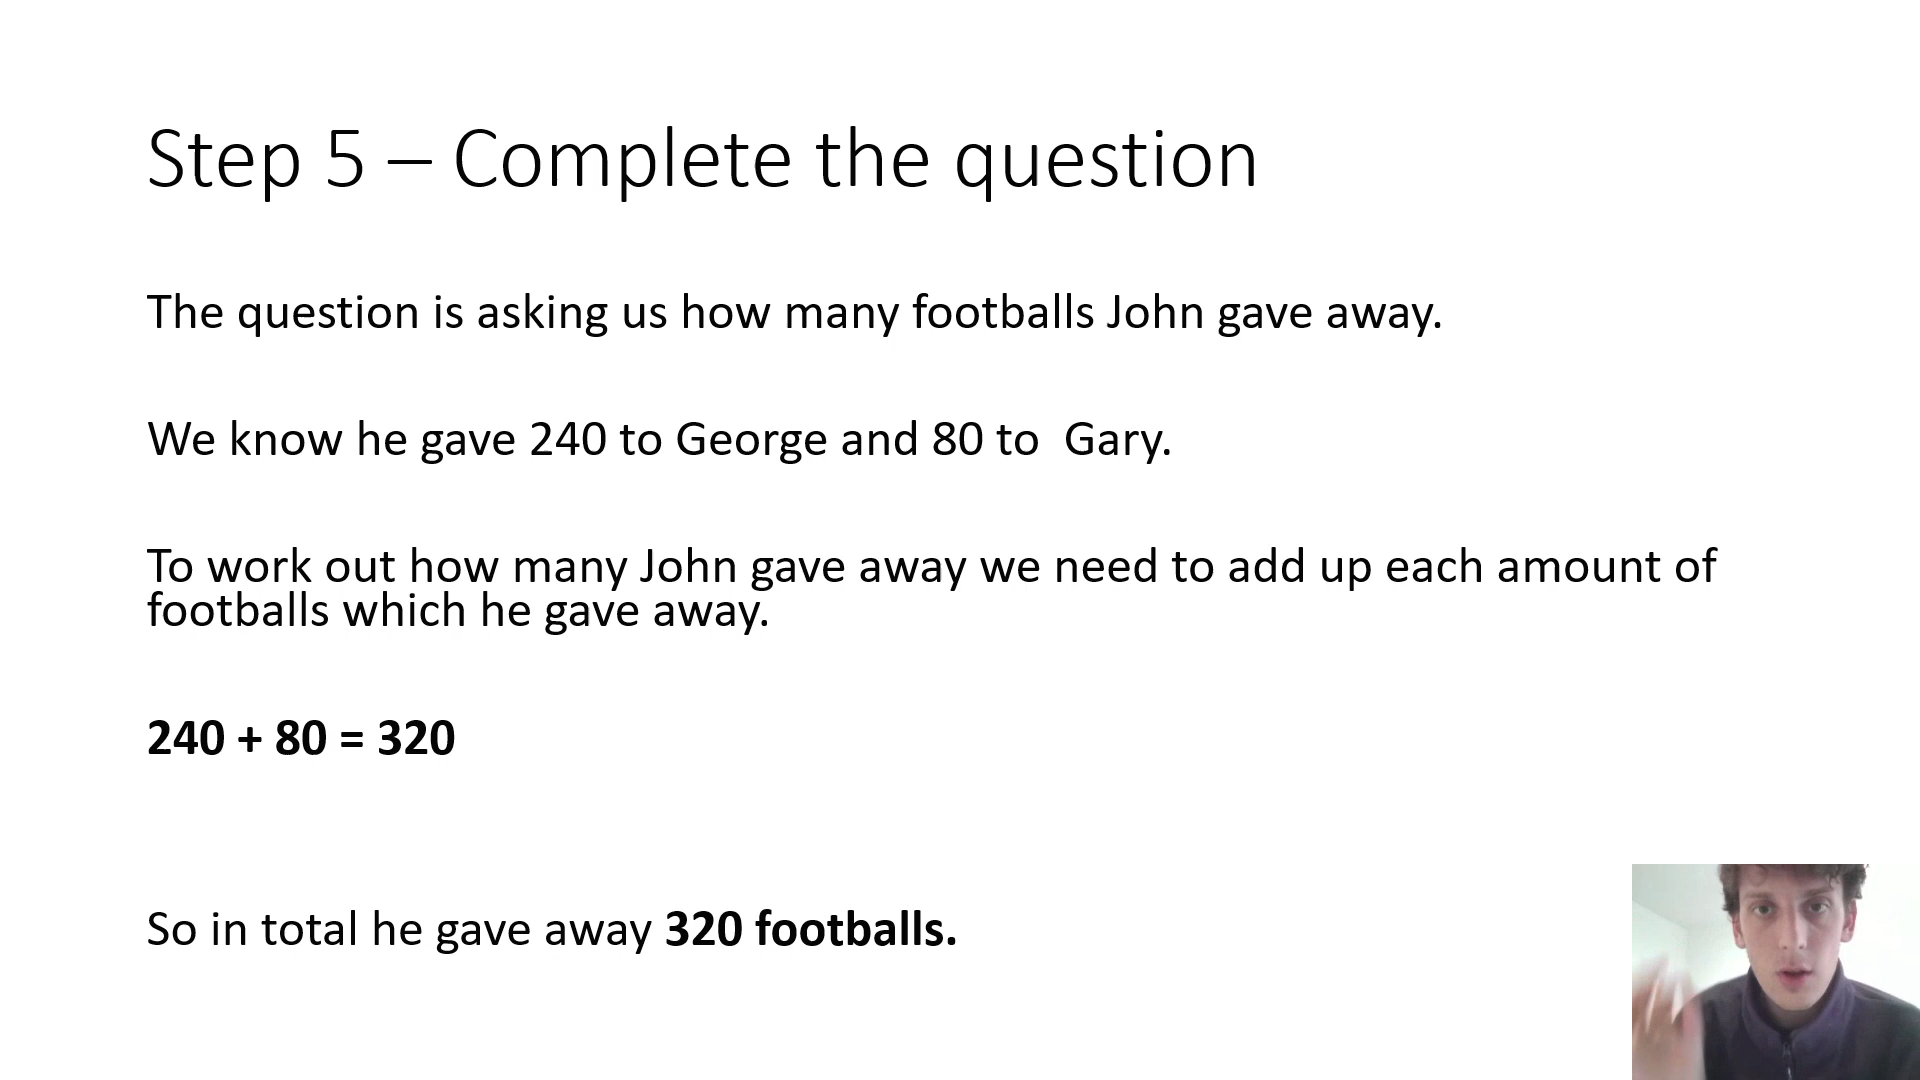 Step 5 – Complete the question
The question is asking us how many footballs John gave away.
We know he gave 240 to George and 80 to  Gary.
To work out how many John gave away we need to add up each amount of
footballs which he gave away.
240 + 80 = 320
So in total he gave away 320 footballs.